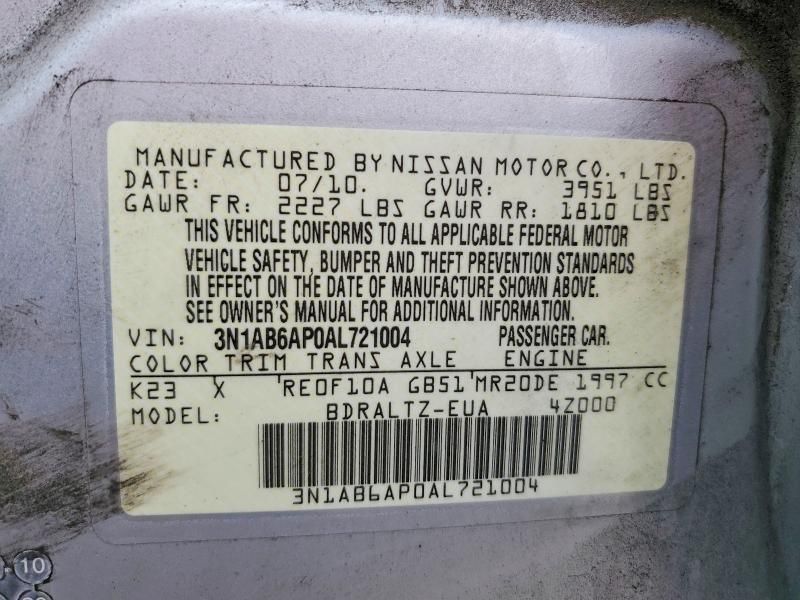 MANUFACTURED BY NISSAN MOTOR CO., LTD.
DATE: 07/10. GVWR: 3951 LBS
GAWR FR: 2227 LBS GAWR RR: 1810 LBS
THIS VEHICLE CONFORMS TO ALL APPLICABLE FEDERAL MOTOR
VEHICLE SAFETY, BUMPER AND THEFT PREVENTION STANDARDS
IN EFFECT ON THE DATE OF MANUFACTURE SHOWN ABOVE.
SEE OWNER'S MANUAL FOR ADDITIONAL INFORMATION.
VIN: 3N1AB6AP0AL721004 PASSENGER CAR.
COLOR TRIM TRANS AXLE ENGINE
K23 X RE0F10A GB51 MR20DE 1997 CC
MODEL: BDRALTZ-EUA 4Z000
3N1AB6AP0AL721004
10